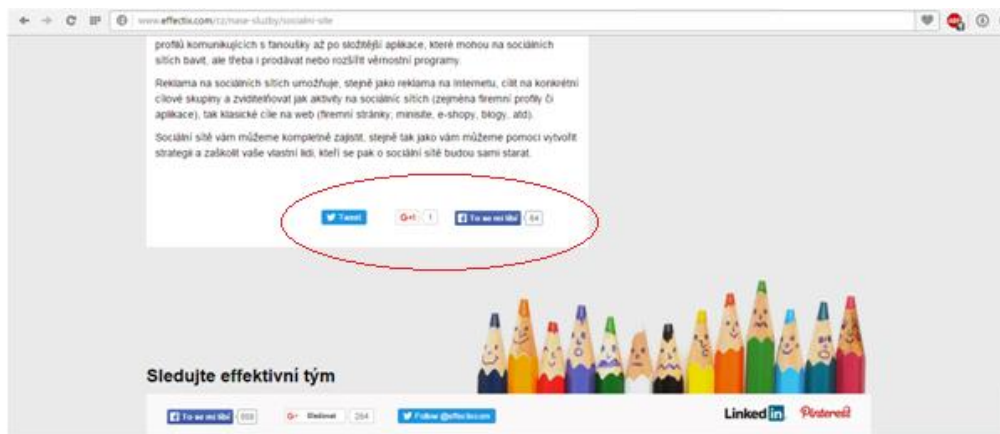 www.effectix.com/cz/nase-sluzby/socialni-site
profilů komunikujících s fanoušky až po složitější aplikace, které mohou na sociálních
sítích bavit, ale třeba i prodávat nebo rozšířit věrnostní programy.
Reklama na sociálních sítích umožňuje, stejně jako reklama na Internetu, cílit na konkrétní
cílové skupiny a zviditelňovat jak aktivity na sociálníc sítích (zejména firemní profily či
aplikace), tak klasické cíle na web (firemní stránky, minisite, e-shopy, blogy, atd).
Sociální sítě vám můžeme kompletně zajistit, stejně tak jako vám můžeme pomoci vytvořit
strategii a zaškolit vaše vlastní lidi, kteří se pak o sociální sítě budou sami starat.
Tweet G+1 1 To se mi líbí 64
Sledujte effektivní tým
To se mi líbí G+ Sledovat 264 Follow @effectixcom Linked in Pinterest